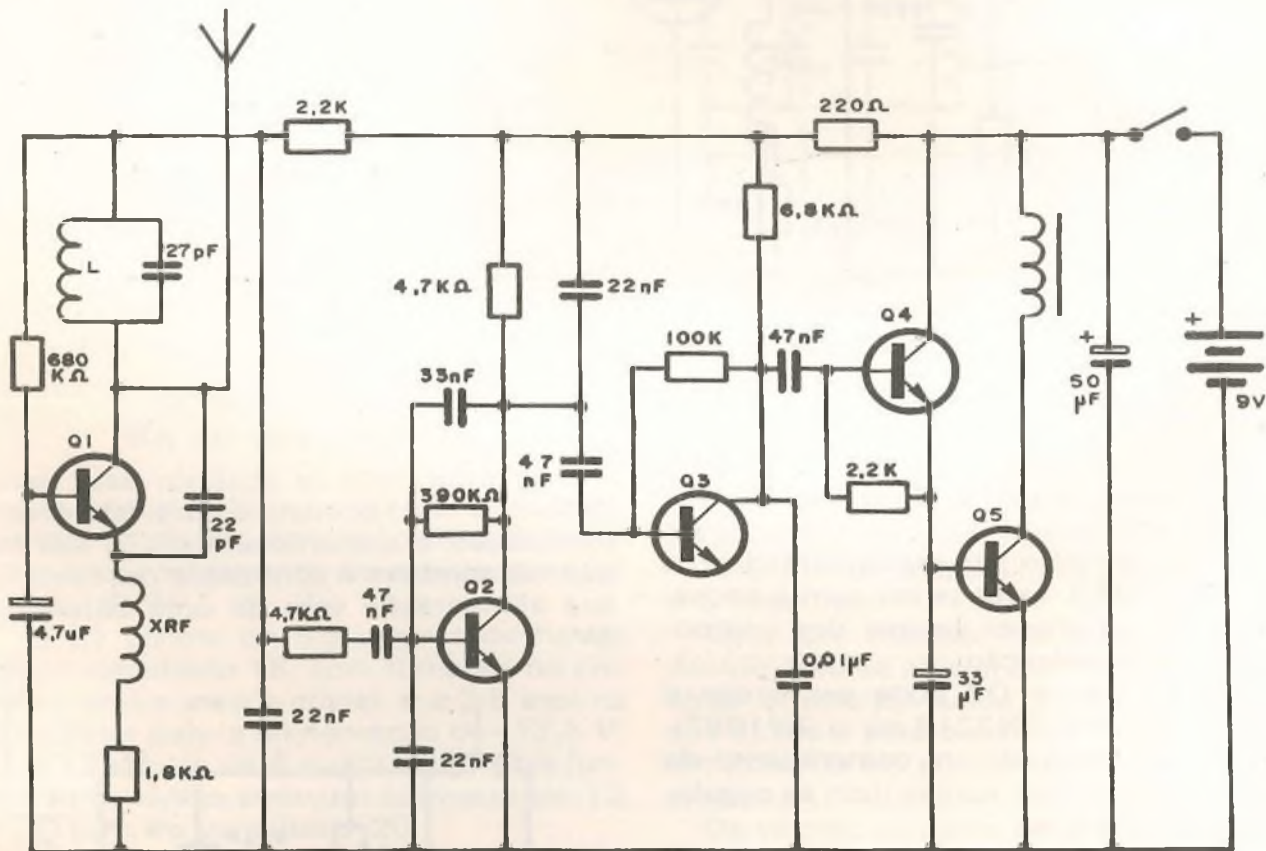 2,2K
220Ω
6,8KΩ
27pF
L
4,7KΩ
22nF
Q4
680
KΩ
100K
47nF
+
+
50
µF
9V
33nF
Q1
47
nF
2,2K
Q3
390KΩ
22
pF
Q5
XRF
47
nF
Q2
4,7KΩ
4,7uF
0,01µF
33
µF
22nF
22nF
1,8KΩ